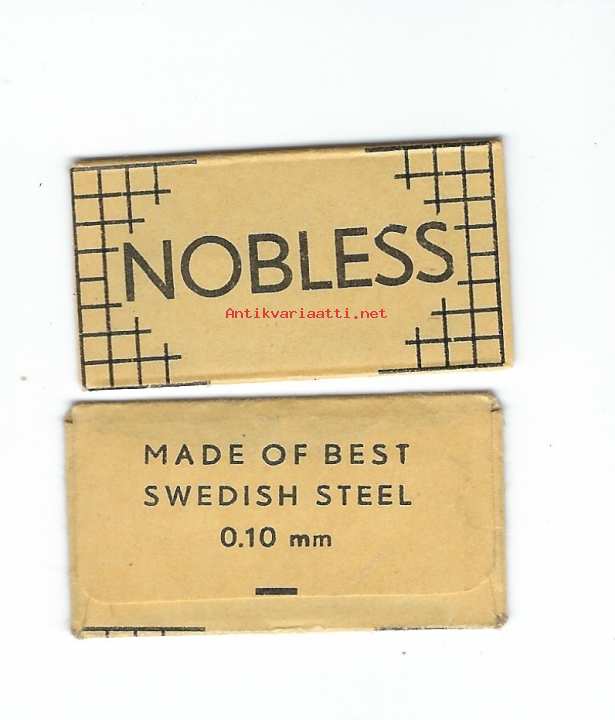 NOBLESS
Antikvariaatti.net
MADE OF BEST
SWEDISH STEEL
0.10 mm